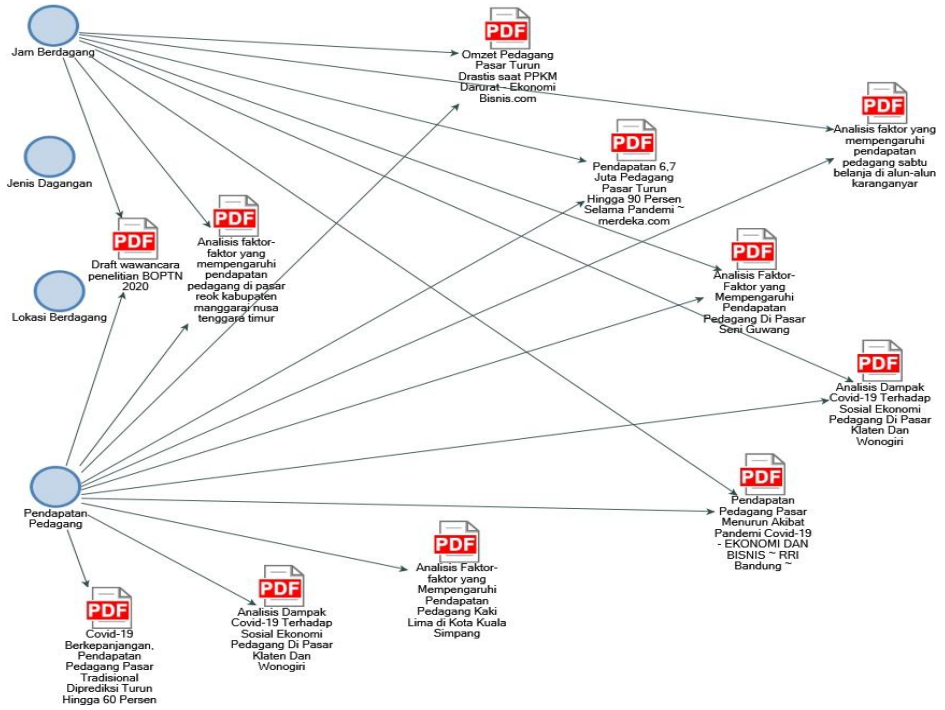 Jam Berdagang
PDF
Omzet Pedagang
Pasar Turun
Drastis saat PPKM
Darurat - Ekonomi
Bisnis.com
PDF
Analisis faktor yang
mempengaruhi
pendapatan
pedagang sabtu
belanja di alun-alun
karanganyar
PDF
Pendapatan 6,7
Juta Pedagang
Pasar Turun
Hingga 90 Persen
Selama Pandemi ~
merdeka.com
Jenis Dagangan
PDF
Draft wawancara
penelitian BOPTN
2020
PDF
Analisis faktor-
faktor yang
mempengaruhi
pendapatan
pedagang di pasar
reok kabupaten
manggarai nusa
tenggara timur
PDF
Analisis Faktor-
Faktor yang
Mempengaruhi
Pendapatan
Pedagang Di Pasar
Seni Guwang
Lokasi Berdagang
PDF
Analisis Dampak
Covid-19 Terhadap
Sosial Ekonomi
Pedagang Di Pasar
Klaten Dan
Wonogiri
Pendapatan
Pedagang
PDF
Pendapatan
Pedagang Pasar
Menurun Akibat
Pandemi Covid-19
- EKONOMI DAN
BISNIS ~ RRI
Bandung ~
PDF
Analisis Faktor-
faktor yang
Mempengaruhi
Pendapatan
Pedagang Kaki
Lima di Kota Kuala
Simpang
PDF
Analisis Dampak
Covid-19 Terhadap
Sosial Ekonomi
Pedagang Di Pasar
Klaten Dan
Wonogiri
PDF
Covid-19
Berkepanjangan,
Pendapatan
Pedagang Pasar
Tradisional
Diprediksi Turun
Hingga 60 Persen